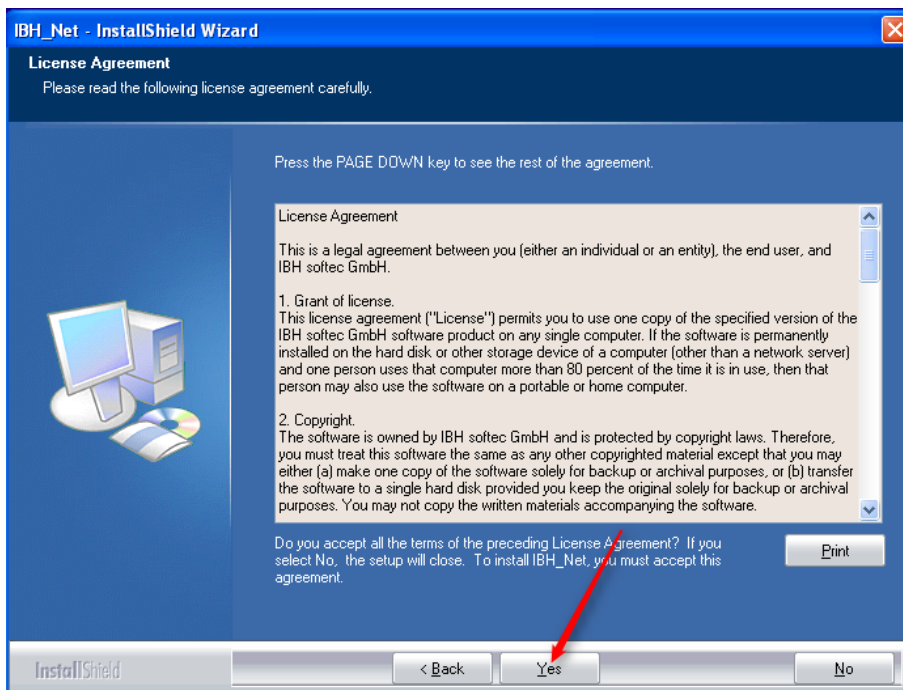 IBH_Net - InstallShield Wizard
License Agreement
Please read the following license agreement carefully.
Press the PAGE DOWN key to see the rest of the agreement.
License Agreement
This is a legal agreement between you (either an individual or an entity), the end user, and
IBH softec GmbH.
1. Grant of license.
This license agreement ("License") permits you to use one copy of the specified version of the
IBH softec GmbH software product on any single computer. If the software is permanently
installed on the hard disk or other storage device of a computer (other than a network server)
and one person uses that computer more than 80 percent of the time it is in use, then that
person may also use the software on a portable or home computer.
2. Copyright.
The software is owned by IBH softec GmbH and is protected by copyright laws. Therefore,
you must treat this software the same as any other copyrighted material except that you may
either (a) make one copy of the software solely for backup or archival purposes, or (b) transfer
the software to a single hard disk provided you keep the original solely for backup or archival
purposes. You may not copy the written materials accompanying the software.
Do you accept all the terms of the preceding License Agreement? If you
select No, the setup will close. To install IBH_Net, you must accept this
agreement.
Print
InstallShield
< Back
Yes
No